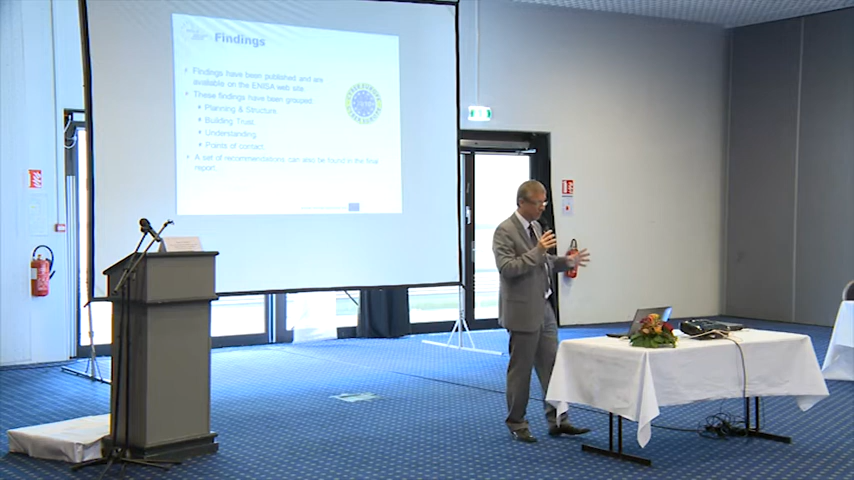 Findings
Findings have been published and are
available on the ENISA web site
These findings have been grouped:
Planning & Structure
Building Trust
Understanding
Points of contact
A set of recommendations can also be found in the final
report